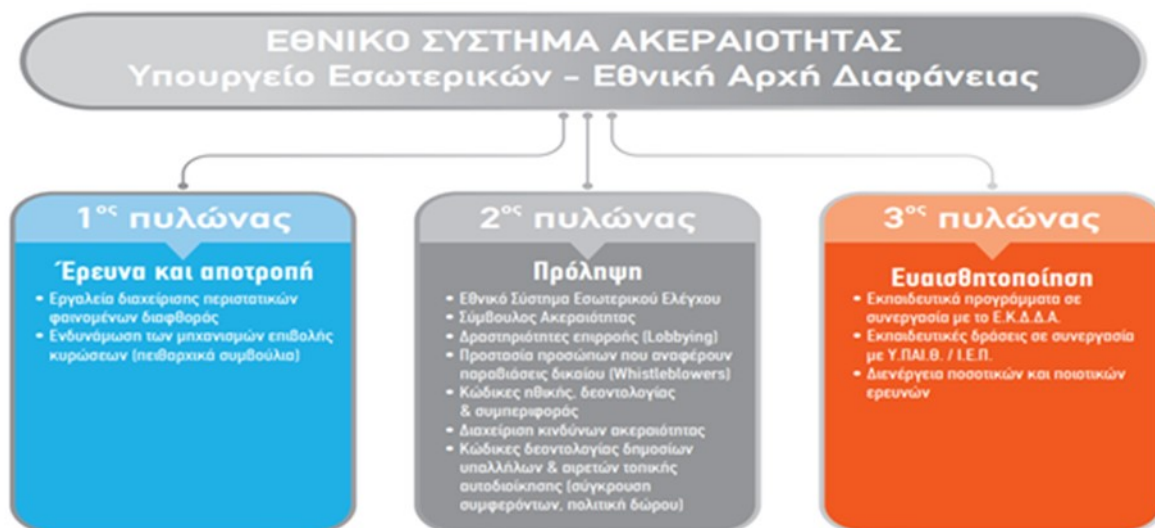 ΕΘΝΙΚΟ ΣΥΣΤΗΜΑ ΑΚΕΡΑΙΟΤΗΤΑΣ
Υπουργείο Εσωτερικών – Εθνική Αρχή Διαφάνειας
1ος πυλώνας
Έρευνα και αποτροπή
• Εργαλεία διαχείρισης περιστατικών
φαινομένων διαφθοράς
• Ενδυνάμωση των μηχανισμών επιβολής
κυρώσεων (πειθαρχικά συμβούλια)
2ος πυλώνας
Πρόληψη
• Εθνικό Σύστημα Εσωτερικού Ελέγχου
• Σύμβουλος Ακεραιότητας
• Δραστηριότητες επιρροής (Lobbying)
• Προστασία προσώπων που αναφέρουν
παραβιάσεις δικαίου (Whistleblowers)
• Κώδικες ηθικής, δεοντολογίας
& συμπεριφοράς
• Διαχείριση κινδύνων ακεραιότητας
• Κώδικες δεοντολογίας δημοσίων
υπαλλήλων & αιρετών τοπικής
αυτοδιοίκησης (σύγκρουση
συμφερόντων, πολιτική δώρου)
3ος πυλώνας
Ευαισθητοποίηση
• Εκπαιδευτικά προγράμματα σε
συνεργασία με το Ε.Κ.Δ.Δ.Α.
• Εκπαιδευτικές δράσεις σε συνεργασία
με Υ.ΠΑΙ.Θ. / Ι.Ε.Π.
• Διενέργεια ποσοτικών και ποιοτικών
ερευνών